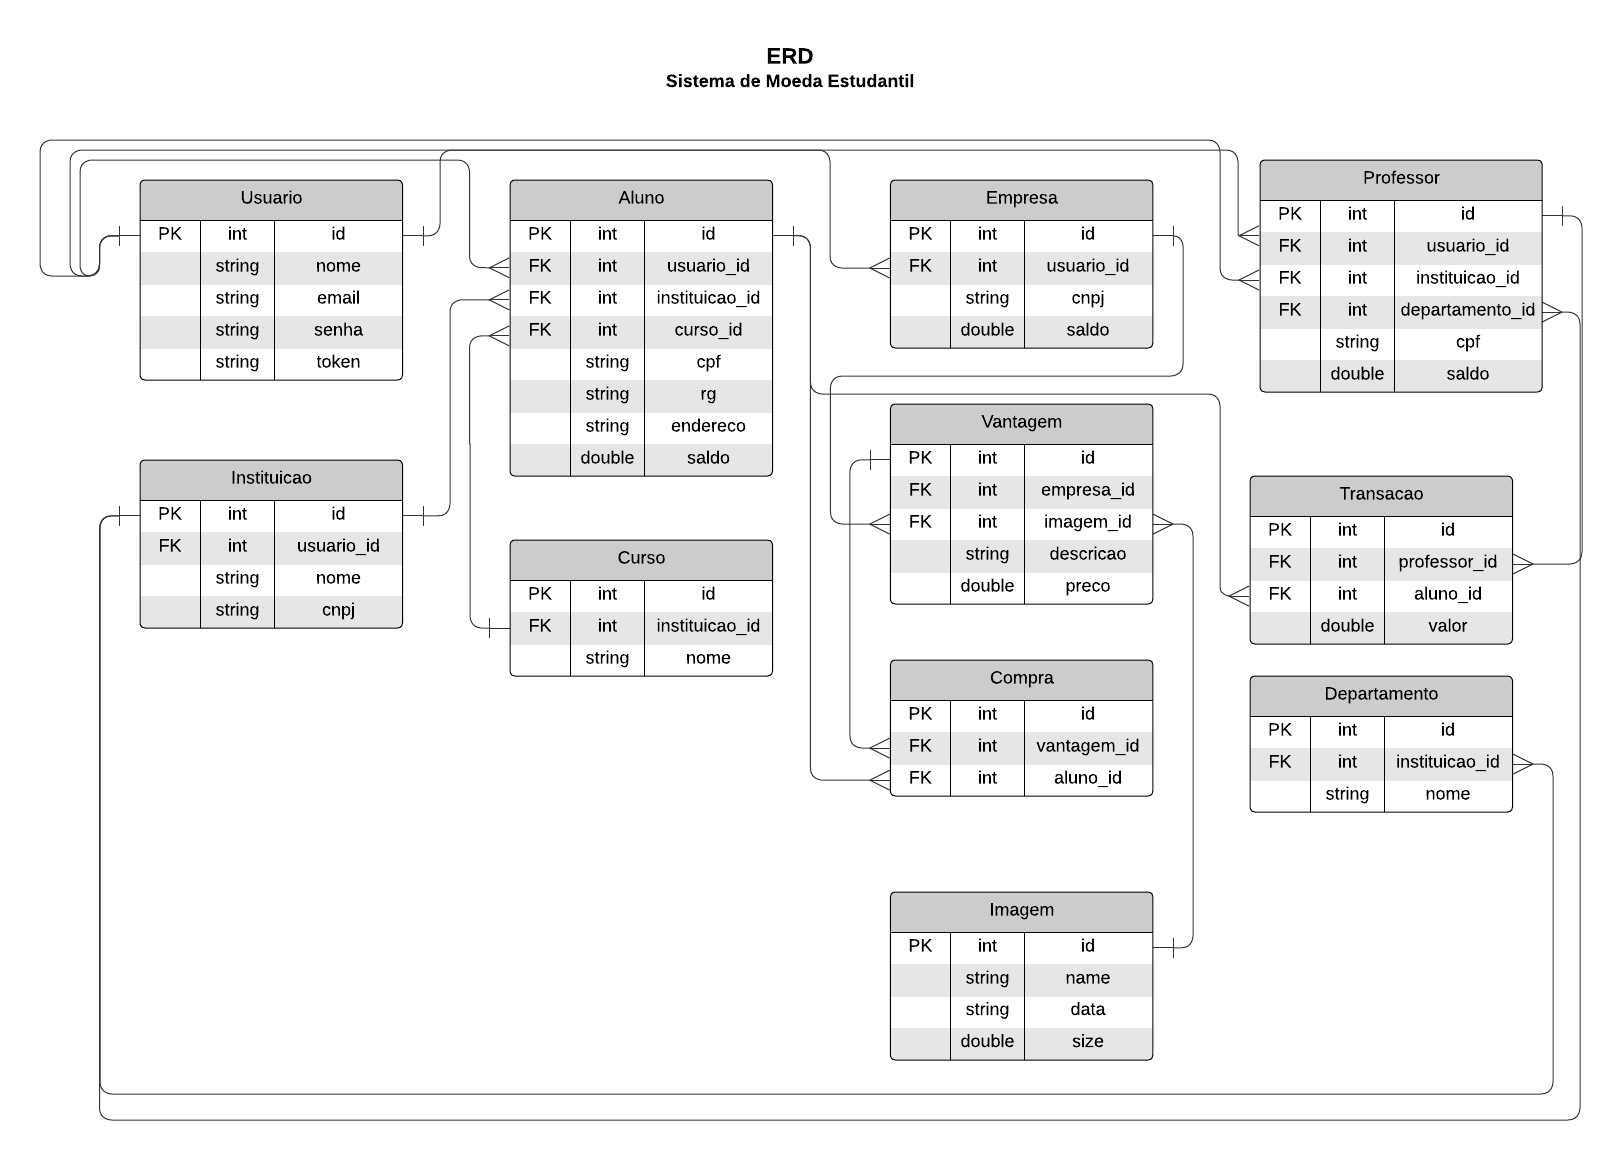 ERD
Sistema de Moeda Estudantil
Usuario
PK int id
string nome
string email
string senha
string token
Aluno
PK int id
FK int usuario_id
FK int instituicao_id
FK int curso_id
string cpf
string rg
string endereco
double saldo
Empresa
PK int id
FK int usuario_id
string cnpj
double saldo
Professor
PK int id
FK int usuario_id
FK int instituicao_id
FK int departamento_id
string cpf
double saldo
Instituicao
PK int id
FK int usuario_id
string nome
string cnpj
Curso
PK int id
FK int instituicao_id
string nome
Vantagem
PK int id
FK int empresa_id
FK int imagem_id
string descricao
double preco
Transacao
PK int id
FK int professor_id
FK int aluno_id
double valor
Compra
PK int id
FK int vantagem_id
FK int aluno_id
Departamento
PK int id
FK int instituicao_id
string nome
Imagem
PK int id
string name
string data
double size